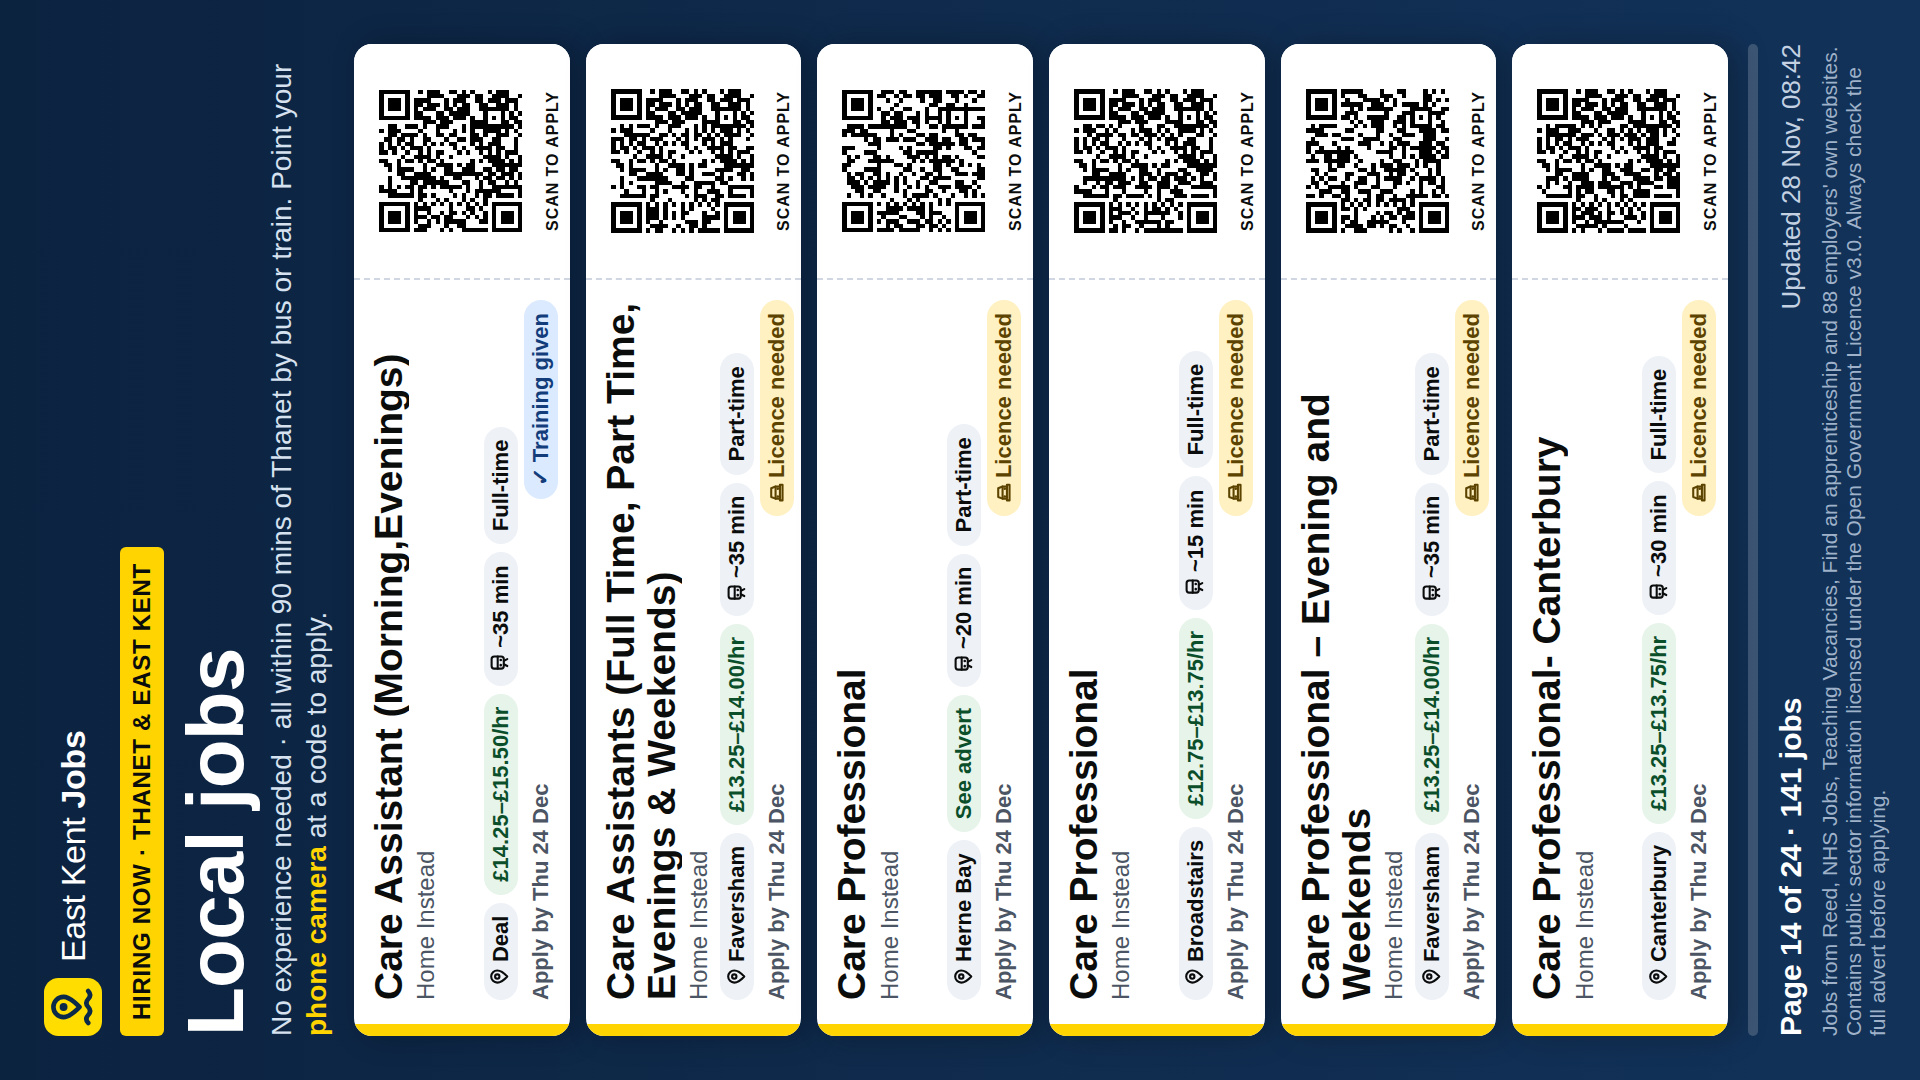 East Kent Jobs
HIRING NOW · THANET & EAST KENT
Local jobs
No experience needed · all within 90 mins of Thanet by bus or train. Point your
phone camera at a code to apply.
Care Assistant (Morning,Evenings)
Home Instead
Deal
£14.25–£15.50/hr
~35 min
Full-time
Apply by Thu 24 Dec
✓ Training given
SCAN TO APPLY
Care Assistants (Full Time, Part Time,
Evenings & Weekends)
Home Instead
Faversham
£13.25–£14.00/hr
~35 min
Part-time
Apply by Thu 24 Dec
Licence needed
SCAN TO APPLY
Care Professional
Home Instead
Herne Bay
See advert
~20 min
Part-time
Apply by Thu 24 Dec
Licence needed
SCAN TO APPLY
Care Professional
Home Instead
Broadstairs
£12.75–£13.75/hr
~15 min
Full-time
Apply by Thu 24 Dec
Licence needed
SCAN TO APPLY
Care Professional – Evening and
Weekends
Home Instead
Faversham
£13.25–£14.00/hr
~35 min
Part-time
Apply by Thu 24 Dec
Licence needed
SCAN TO APPLY
Care Professional- Canterbury
Home Instead
Canterbury
£13.25–£13.75/hr
~30 min
Full-time
Apply by Thu 24 Dec
Licence needed
SCAN TO APPLY
Page 14 of 24 · 141 jobs
Updated 28 Nov, 08:42
Jobs from Reed, NHS Jobs, Teaching Vacancies, Find an apprenticeship and 88 employers' own websites.
Contains public sector information licensed under the Open Government Licence v3.0. Always check the
full advert before applying.